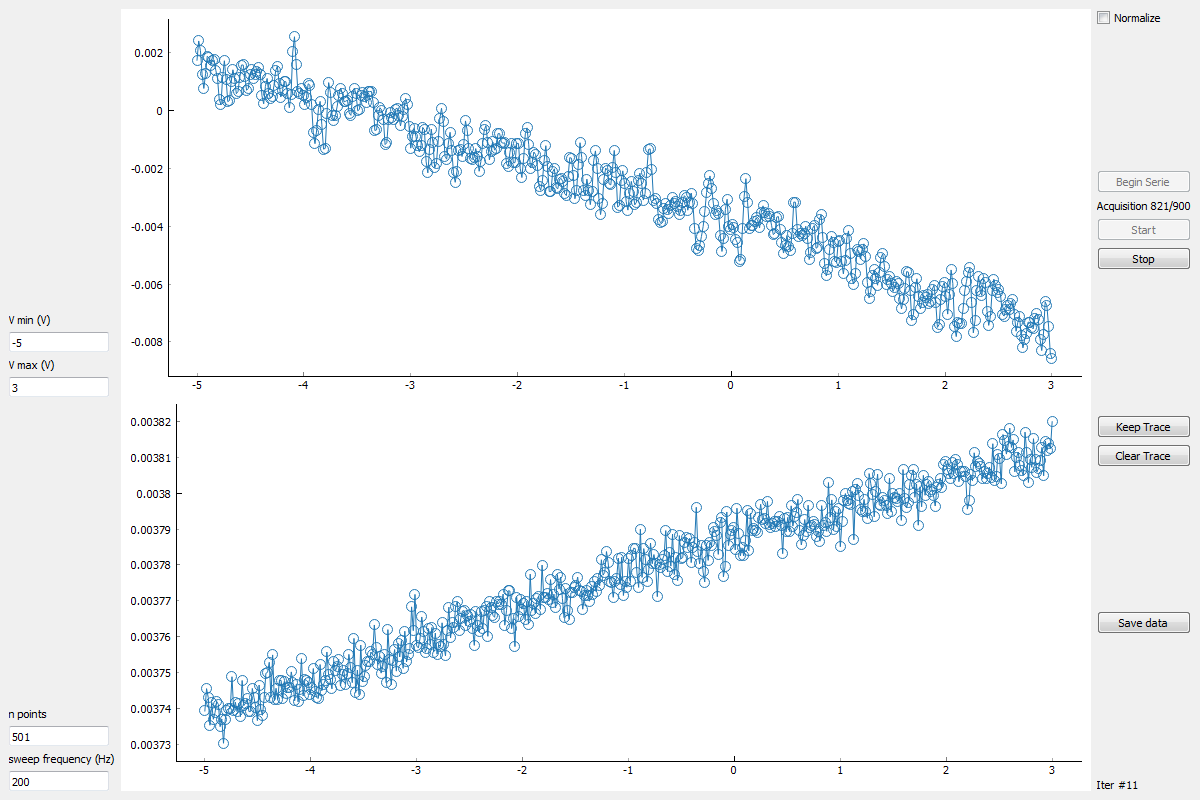 Normalize
0.002
0
-0.002
-0.004
-0.006
-0.008
-5 -4 -3 -2 -1 0 1 2 3
Begin Serie
Acquisition 821/900
Start
Stop
V min (V)
-5
V max (V)
3
0.00382
0.00381
0.0038
0.00379
0.00378
0.00377
0.00376
0.00375
0.00374
0.00373
-5 -4 -3 -2 -1 0 1 2 3
Keep Trace
Clear Trace
Save data
n points
501
sweep frequency (Hz)
200
Iter #11